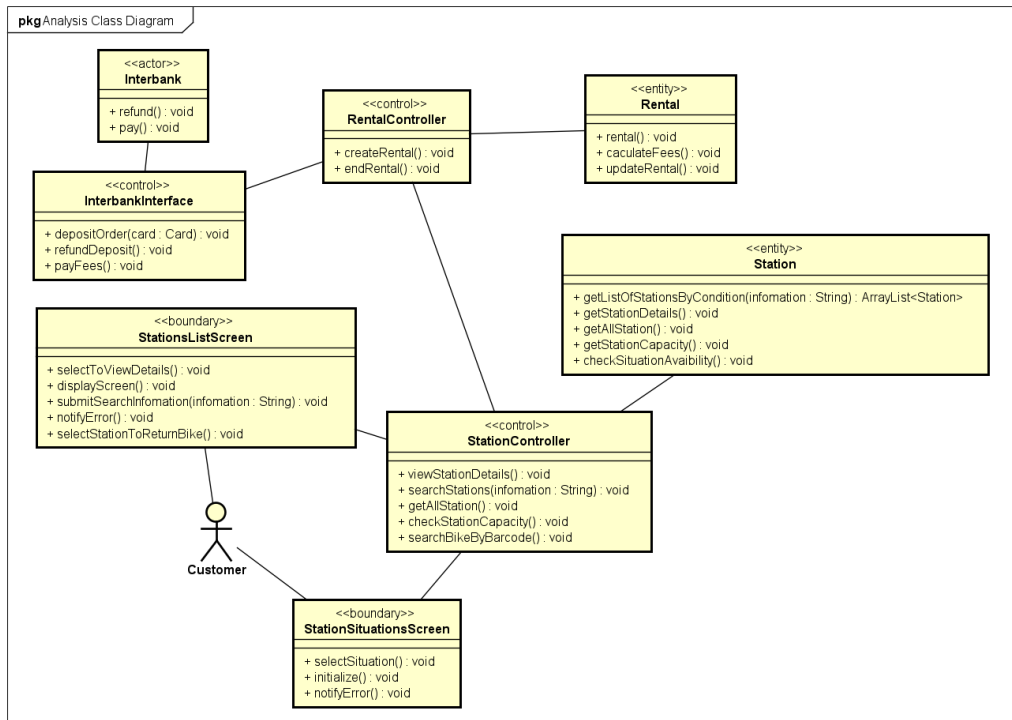 pkg Analysis Class Diagram
<<actor>>
Interbank
+ refund() : void
+ pay() : void
<<control>>
RentalController
+ createRental() : void
+ endRental() : void
<<entity>>
Rental
+ rental() : void
+ caculateFees() : void
+ updateRental() : void
<<control>>
InterbankInterface
+ depositOrder(card : Card) : void
+ refundDeposit() : void
+ payFees() : void
<<entity>>
Station
+ getListOfStationsByCondition(infomation : String) : ArrayList<Station>
+ getStationDetails() : void
+ getAllStation() : void
+ getStationCapacity() : void
+ checkSituationAvaibility() : void
<<boundary>>
StationsListScreen
+ selectToViewDetails() : void
+ displayScreen() : void
+ submitSearchInfomation(infomation : String) : void
+ notifyError() : void
+ selectStationToReturnBike() : void
<<control>>
StationController
+ viewStationDetails() : void
+ searchStations(infomation : String) : void
+ getAllStation() : void
+ checkStationCapacity() : void
+ searchBikeByBarcode() : void
Customer
<<boundary>>
StationSituationsScreen
+ selectSituation() : void
+ initialize() : void
+ notifyError() : void